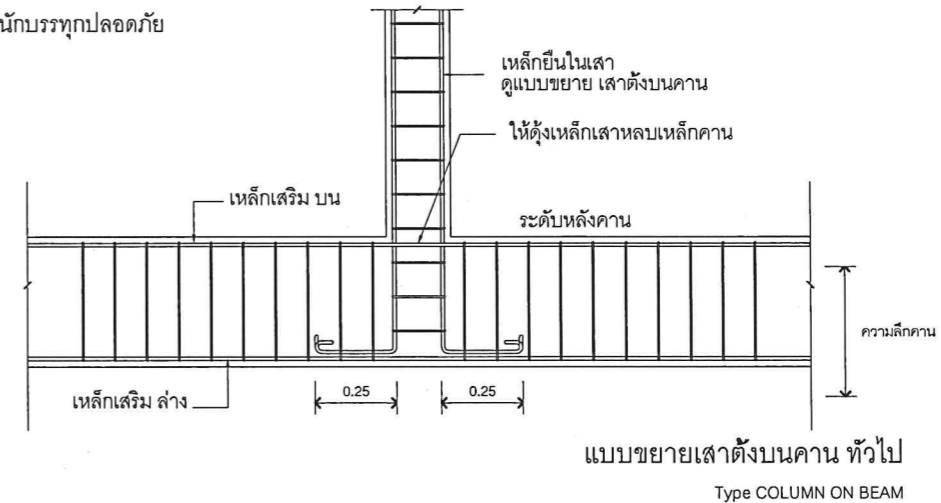 นักบรรทุกปลอดภัย
เหล็กยืนในเสา
ดูแบบขยาย เสาตั้งบนคาน
ให้ดุ้งเหล็กเสาหลบเหล็กคาน
เหล็กเสริม บน
ระดับหลังคาน
ความลึกคาน
เหล็กเสริม ล่าง
0.25
0.25
แบบขยายเสาตั้งบนคาน ทั่วไป
Type COLUMN ON BEAM